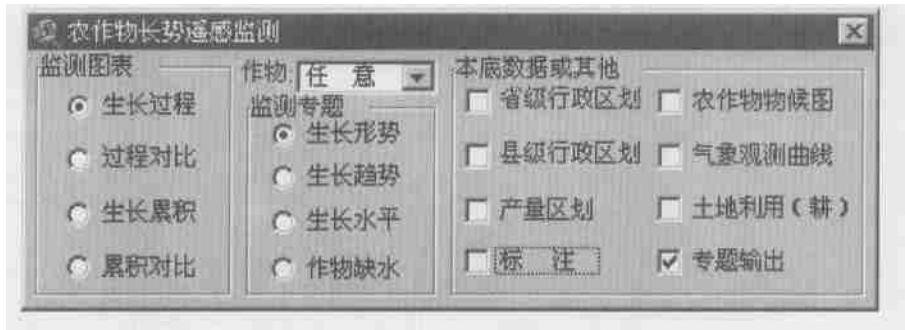 农作物长势遥感监测
监测图表
生长过程
过程对比
生长累积
累积对比
作物:任 意
监测专题
生长形势
生长趋势
生长水平
作物缺水
本底数据或其他
省级行政区划 农作物物候图
县级行政区划 气象观测曲线
产量区划 土地利用(耕)
标 注 专题输出